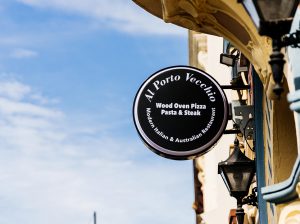 Al Porto Vecchio
Wood Oven Pizza
Pasta & Steak
Modern Italian & Australian Restaurant